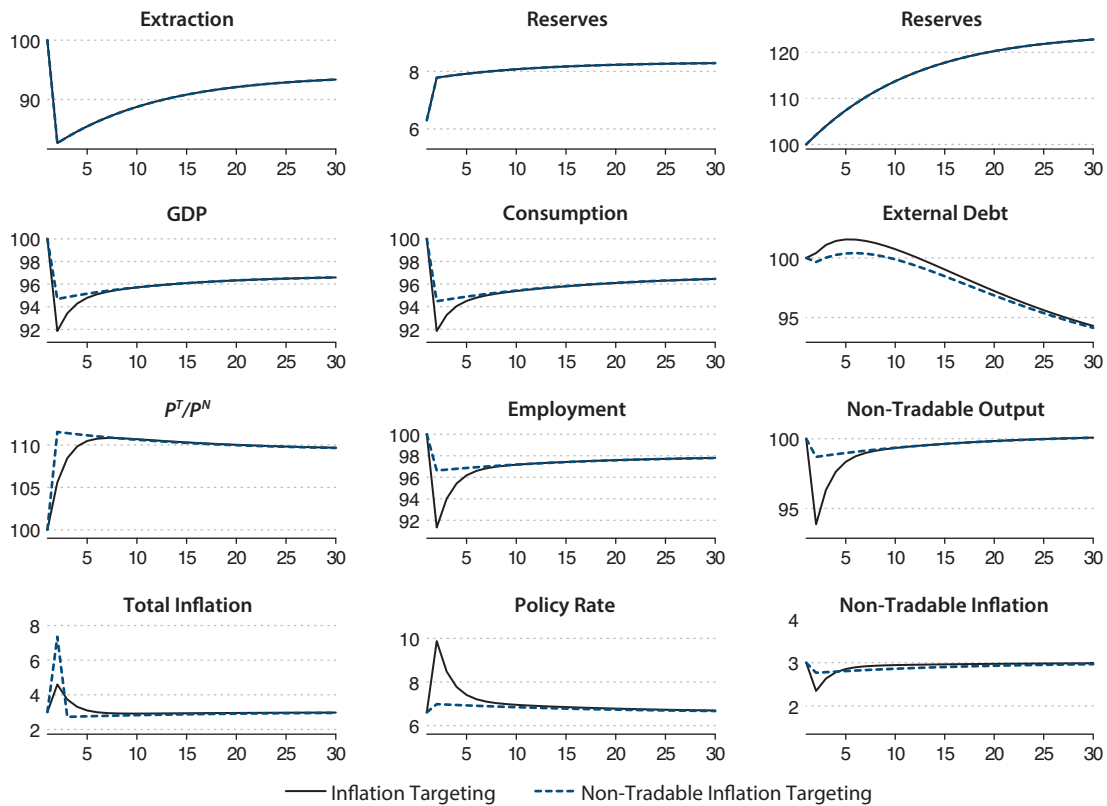 Extraction
100
90
5 10 15 20 25 30
Reserves
8
6
5 10 15 20 25 30
Reserves
120
110
100
5 10 15 20 25 30
GDP
100
98
96
94
92
5 10 15 20 25 30
Consumption
100
98
96
94
92
5 10 15 20 25 30
External Debt
100
95
5 10 15 20 25 30
P^T/P^N
110
105
100
5 10 15 20 25 30
Employment
100
98
96
94
92
5 10 15 20 25 30
Non-Tradable Output
100
95
5 10 15 20 25 30
Total Inflation
8
6
4
2
5 10 15 20 25 30
Policy Rate
10
8
6
5 10 15 20 25 30
Non-Tradable Inflation
4
3
2
5 10 15 20 25 30
Inflation Targeting Non-Tradable Inflation Targeting